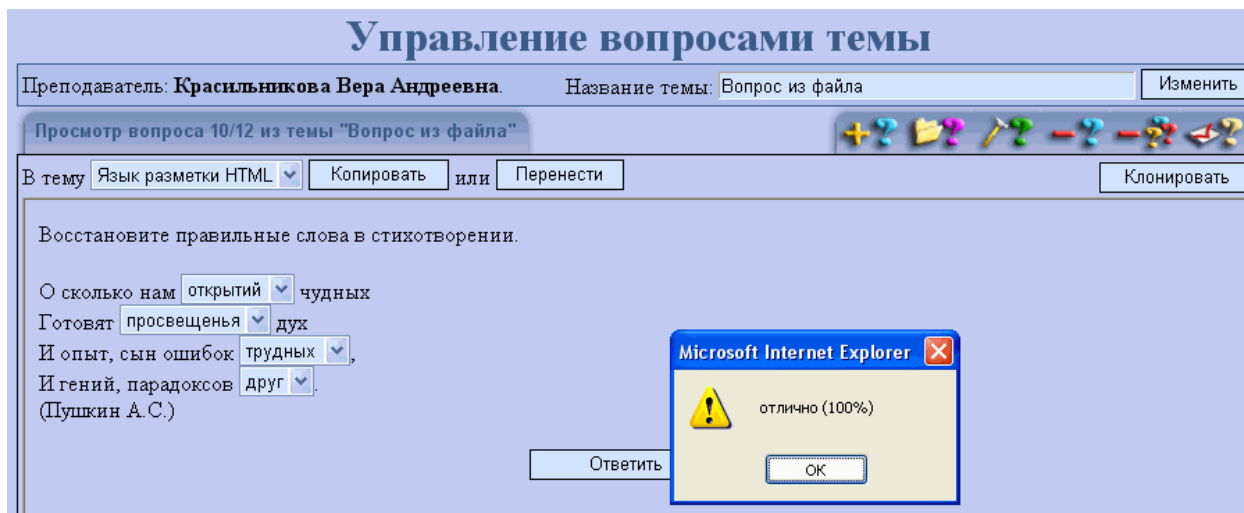 Управление вопросами темы
Преподаватель: Красильникова Вера Андреевна. Название темы: Вопрос из файла Изменить
Просмотр вопроса 10/12 из темы "Вопрос из файла"
В тему Язык разметки HTML Копировать или Перенести Клонировать
Восстановите правильные слова в стихотворении.
О сколько нам открытий чудных
Готовят просвещенья дух
И опыт, сын ошибок трудных,
И гений, парадоксов друг.
(Пушкин А.С.)
Ответить
Microsoft Internet Explorer
отлично (100%)
OK